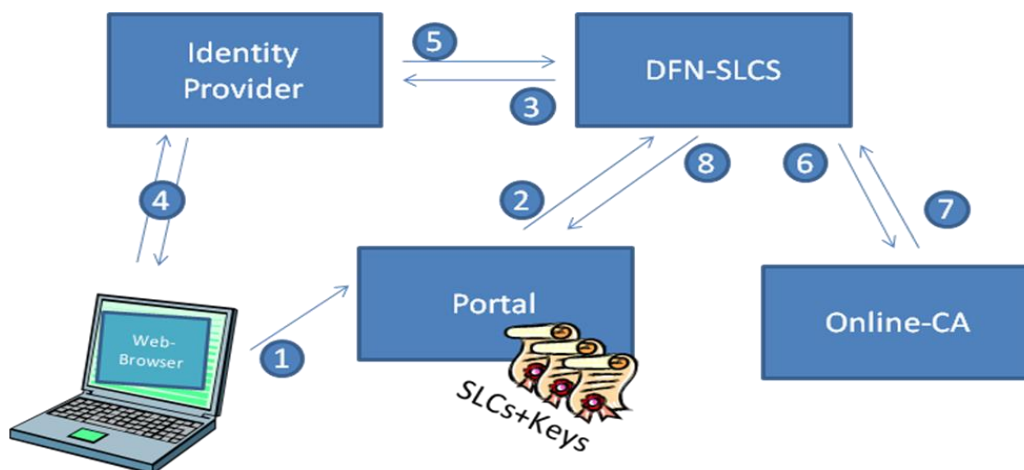 Identity
Provider
5
3
DFN-SLCS
4
2
8
6
7
Web-
Browser
1
Portal
SLCs+Keys
Online-CA